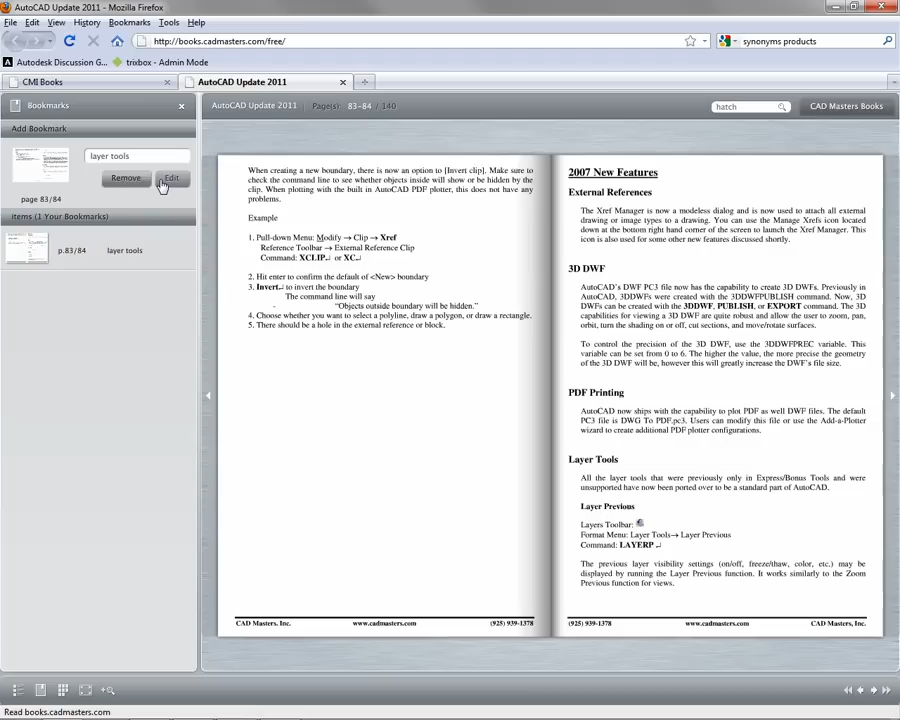 AutoCAD Update 2011 - Mozilla Firefox
File Edit View History Bookmarks Tools Help
http://books.cadmasters.com/free/
synonyms products
Autodesk Discussion G... trixbox - Admin Mode
CMI Books
AutoCAD Update 2011
Bookmarks
AutoCAD Update 2011 Page(s): 83-84 / 140
hatch
CAD Masters Books
Add Bookmark
layer tools
Remove Edit
page 83/84
items (1 Your Bookmarks)
p.83/84 layer tools
When creating a new boundary, there is now an option to [Invert clip]. Make sure to
check the command line to see whether objects inside will show or be hidden by the
clip. When plotting with the built in AutoCAD PDF plotter, this does not have any
problems.
Example
1. Pull-down Menu: Modify → Clip → Xref
Reference Toolbar → External Reference Clip
Command: XCLIP↵ or XC↵
2. Hit enter to confirm the default of <New> boundary
3. Invert↵ to invert the boundary
The command line will say
- "Objects outside boundary will be hidden."
4. Choose whether you want to select a polyline, draw a polygon, or draw a rectangle.
5. There should be a hole in the external reference or block.
CAD Masters, Inc. www.cadmasters.com (925) 939-1378
2007 New Features
External References
The Xref Manager is now a modeless dialog and is now used to attach all external
drawing or image types to a drawing. You can use the Manage Xrefs icon located
down at the bottom right hand corner of the screen to launch the Xref Manager. This
icon is also used for some other new features discussed shortly.
3D DWF
AutoCAD's DWF PC3 file now has the capability to create 3D DWFs. Previously in
AutoCAD, 3DDWFs were created with the 3DDWFPUBLISH command. Now, 3D
DWFs can be created with the 3DDWF, PUBLISH, or EXPORT command. The 3D
capabilities for viewing a 3D DWF are quite robust and allow the user to zoom, pan,
orbit, turn the shading on or off, cut sections, and move/rotate surfaces.
To control the precision of the 3D DWF, use the 3DDWFPREC variable. This
variable can be set from 0 to 6. The higher the value, the more precise the geometry
of the 3D DWF will be, however this will greatly increase the DWF's file size.
PDF Printing
AutoCAD now ships with the capability to plot PDF as well DWF files. The default
PC3 file is DWG To PDF.pc3. Users can modify this file or use the Add-a-Plotter
wizard to create additional PDF plotter configurations.
Layer Tools
All the layer tools that were previously only in Express/Bonus Tools and were
unsupported have now been ported over to be a standard part of AutoCAD.
Layer Previous
Layers Toolbar:
Format Menu: Layer Tools→ Layer Previous
Command: LAYERP ↵
The previous layer visibility settings (on/off, freeze/thaw, color, etc.) may be
displayed by running the Layer Previous function. It works similarly to the Zoom
Previous function for views.
(925) 939-1378 www.cadmasters.com CAD Masters, Inc.
Read books.cadmasters.com